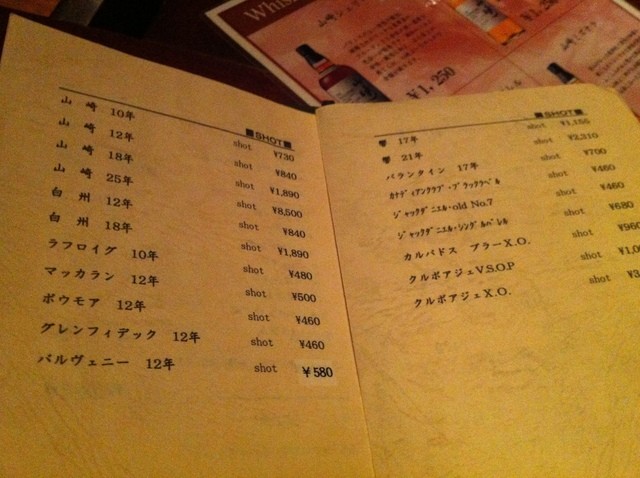 ■SHOT■
山 崎 10年 shot ¥730
山 崎 12年 shot ¥840
山 崎 18年 shot ¥1,890
山 崎 25年 shot ¥8,500
白 州 12年 shot ¥840
白 州 18年 shot ¥1,890
ラフロイグ 10年 shot ¥480
マッカラン 12年 shot ¥500
ボウモア 12年 shot ¥460
グレンフィデック 12年 shot ¥460
バルヴェニー 12年 shot ¥580
■SHOT■
響 17年 shot ¥1,155
響 21年 shot ¥2,310
バランタイン 17年 shot ¥700
カナディアンクラブ・ブラックラベル shot ¥460
ジャックダニエル・old No.7 shot ¥460
ジャックダニエル・シングルバレル shot ¥680
カルバドス ブラーX.O. shot ¥960
クルボアジェV.S.O.P shot
クルボアジェX.O. shot
¥1,250